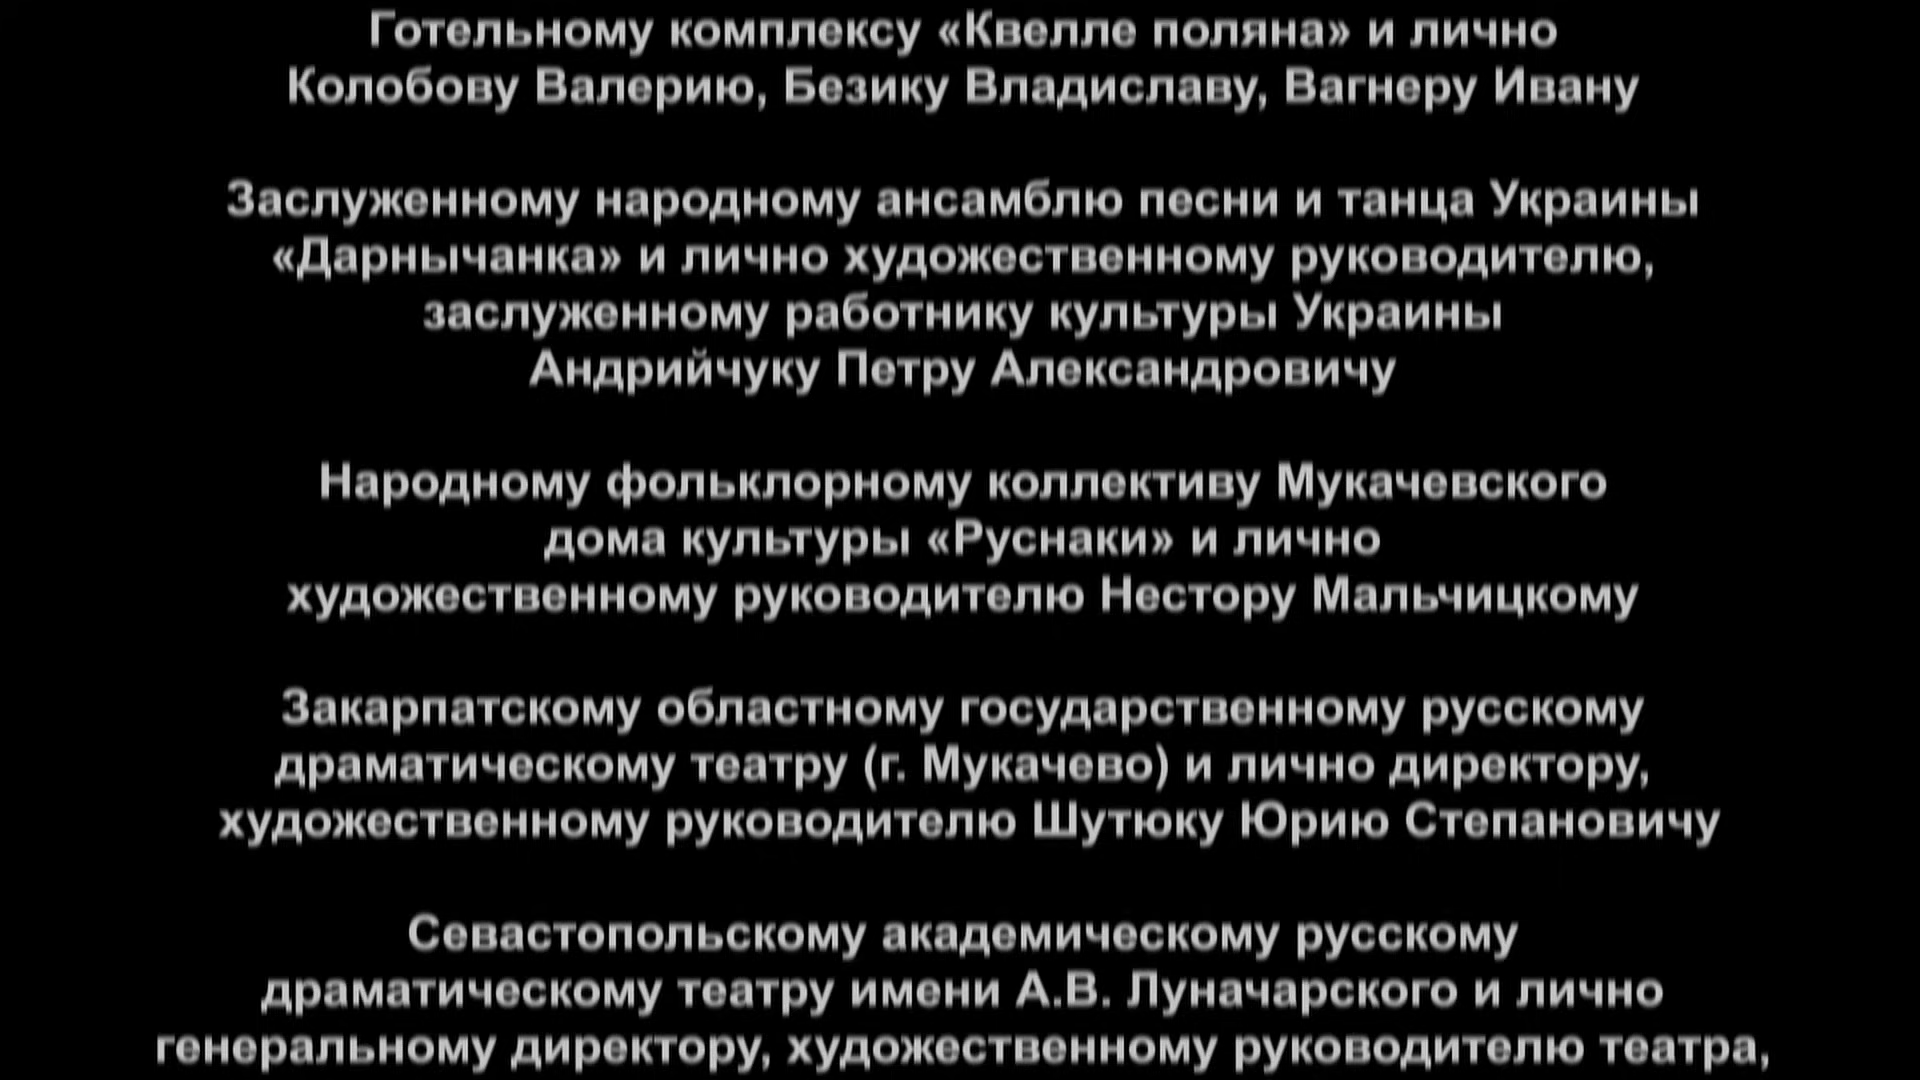 Готельному комплексу «Квелле поляна» и лично
Колобову Валерию, Безику Владиславу, Вагнеру Ивану
Заслуженному народному ансамблю песни и танца Украины
«Дарнычанка» и лично художественному руководителю,
заслуженному работнику культуры Украины
Андрийчуку Петру Александровичу
Народному фольклорному коллективу Мукачевского
дома культуры «Руснаки» и лично
художественному руководителю Нестору Мальчицкому
Закарпатскому областному государственному русскому
драматическому театру (г. Мукачево) и лично директору,
художественному руководителю Шутюку Юрию Степановичу
Севастопольскому академическому русскому
драматическому театру имени А.В. Луначарского и лично
генеральному директору, художественному руководителю театра,